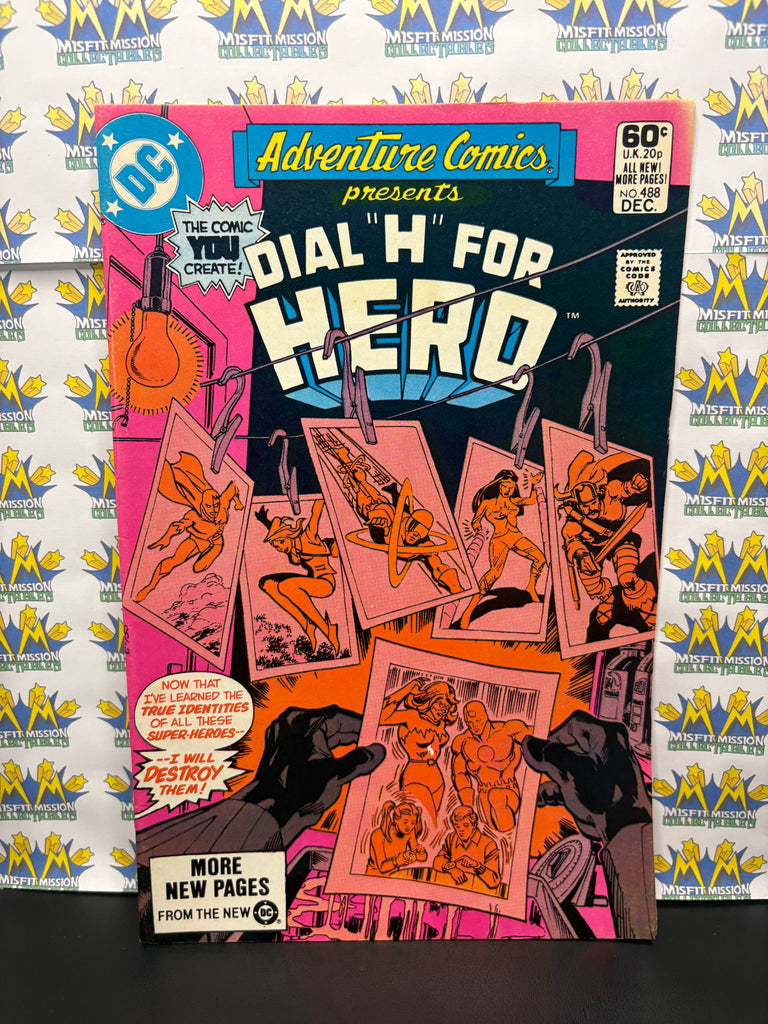 DC
Adventure Comics
presents
60¢
U.K. 20p
ALL NEW!
MORE PAGES!
NO. 488
DEC.
THE COMIC
YOU
CREATE!
DIAL "H" FOR
HERO
™
APPROVED
BY THE
COMICS
CODE
AUTHORITY
NOW THAT
I'VE LEARNED THE
TRUE IDENTITIES
OF ALL THESE
SUPER-HEROES--
--I WILL
DESTROY
THEM!
MORE
NEW PAGES
FROM THE NEW DC
MISFIT MISSION
COLLECTABLES